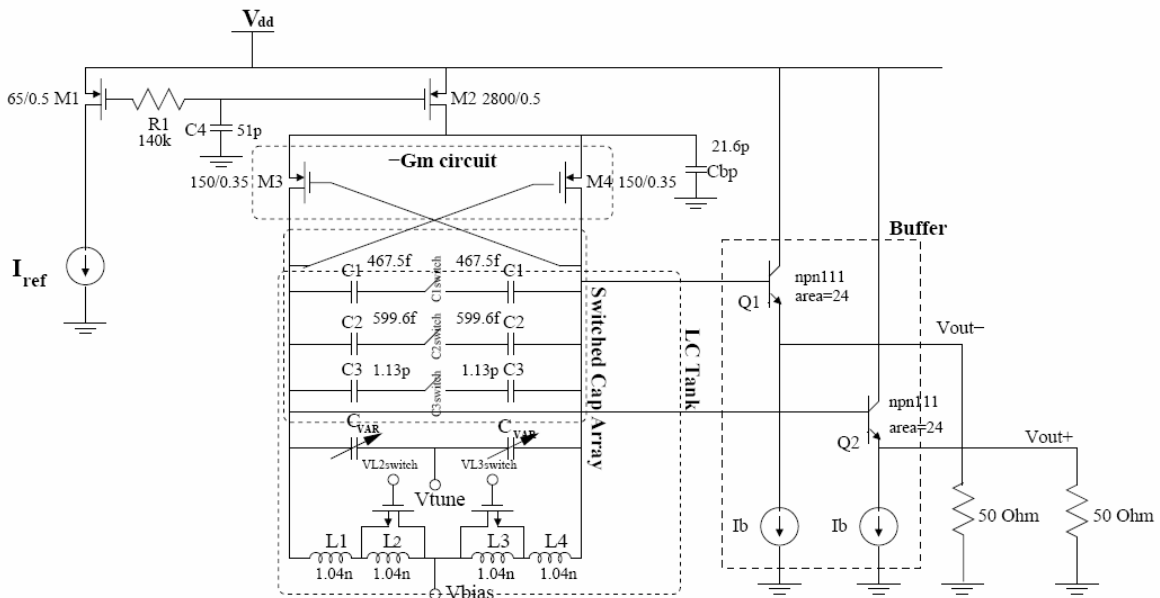 Vdd
65/0.5 M1
R1
140k
C4
51p
M2 2800/0.5
−Gm circuit
21.6p
Cbp
150/0.35 M3
M4 150/0.35
Iref
Buffer
467.5f
467.5f
C1
C1switch
C1
npn111
area=24
Q1
599.6f
599.6f
C2
C2switch
C2
Switched Cap Array
LC Tank
Vout−
1.13p
1.13p
C3
C3switch
C3
npn111
area=24
Q2
Vout+
CVAR
CVAR
VL2switch
VL3switch
Vtune
50 Ohm
50 Ohm
Ib
Ib
L1
L2
L3
L4
1.04n
1.04n
1.04n
1.04n
Vbias